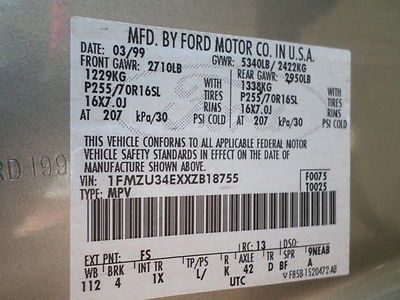 MFD. BY FORD MOTOR CO. IN U.S.A.
DATE: 03/99 GVWR: 5340LB/ 2422KG
FRONT GAWR: 2710LB REAR GAWR: 2950LB
1229KG WITH 1338KG WITH
P255/70R16SL TIRES P255/70R16SL TIRES
16X7.0J RIMS 16X7.0J RIMS
AT 207 kPa/30 PSI COLD AT 207 kPa/30 PSI COLD
THIS VEHICLE CONFORMS TO ALL APPLICABLE FEDERAL MOTOR
VEHICLE SAFETY STANDARDS IN EFFECT ON THE DATE OF
MANUFACTURE SHOWN ABOVE.
VIN: 1FMZU34EXXZB18755 F0075
TYPE: MPV T0025
EXT PNT: FS RC: 13 DSO:
WB BRK INT TR TP/PS R AXLE TR SPR 9NEAB
112 4 1X L/ K 42 D BF A
UTC F85B-1520472 AB